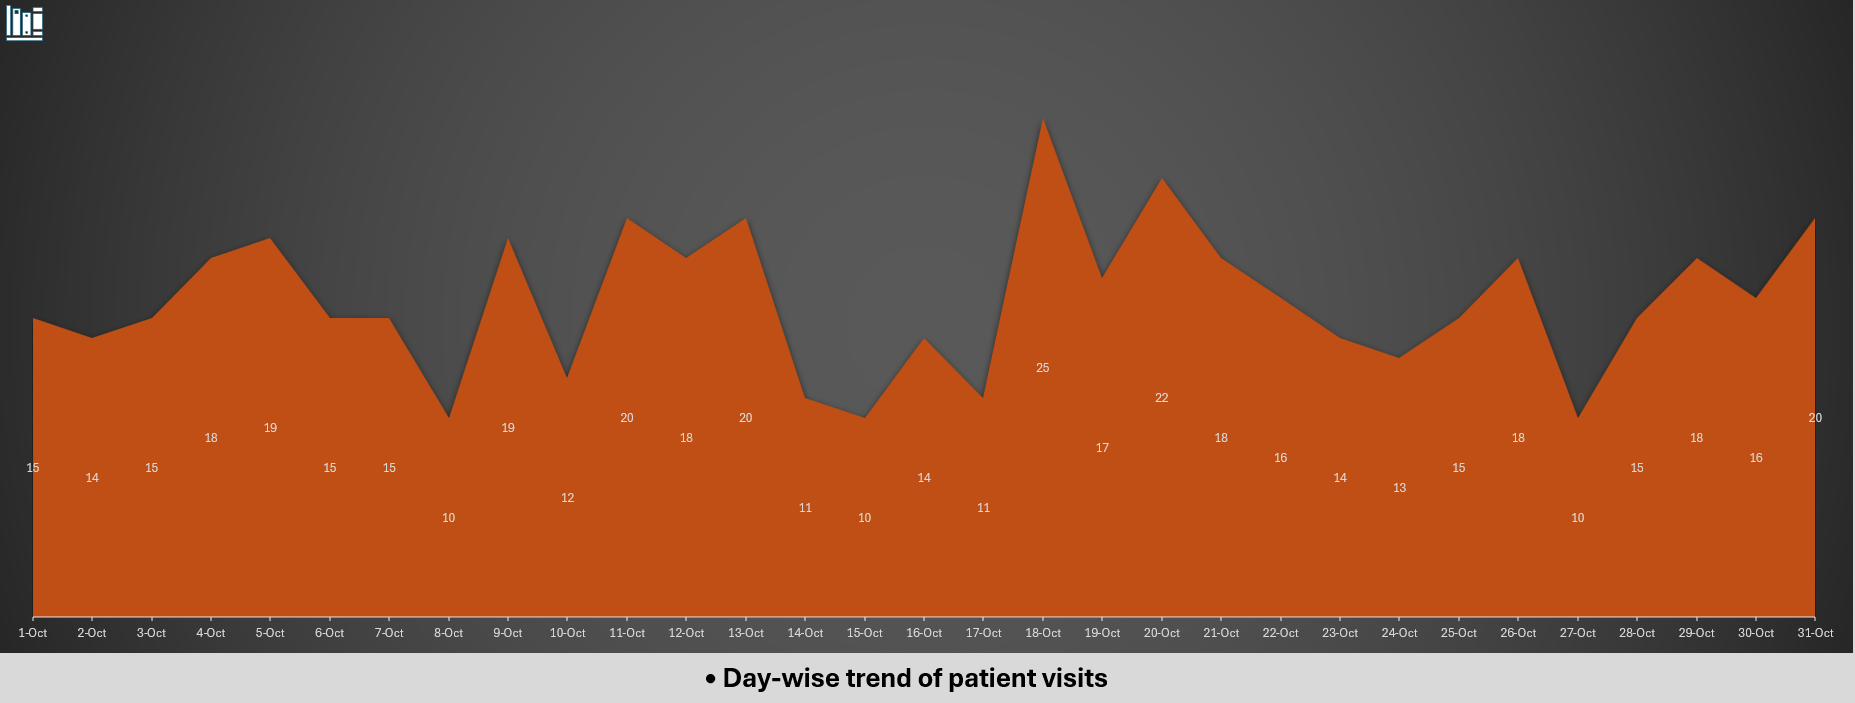 25
22
20 20 20
19 19
18 18 18 18 18
17
15 15 15 15 15 15
16 16
14 14 14 14
13
12
11 11
10 10 10
1-Oct 2-Oct 3-Oct 4-Oct 5-Oct 6-Oct 7-Oct 8-Oct 9-Oct 10-Oct 11-Oct 12-Oct 13-Oct 14-Oct 15-Oct 16-Oct 17-Oct 18-Oct 19-Oct 20-Oct 21-Oct 22-Oct 23-Oct 24-Oct 25-Oct 26-Oct 27-Oct 28-Oct 29-Oct 30-Oct 31-Oct
• Day-wise trend of patient visits